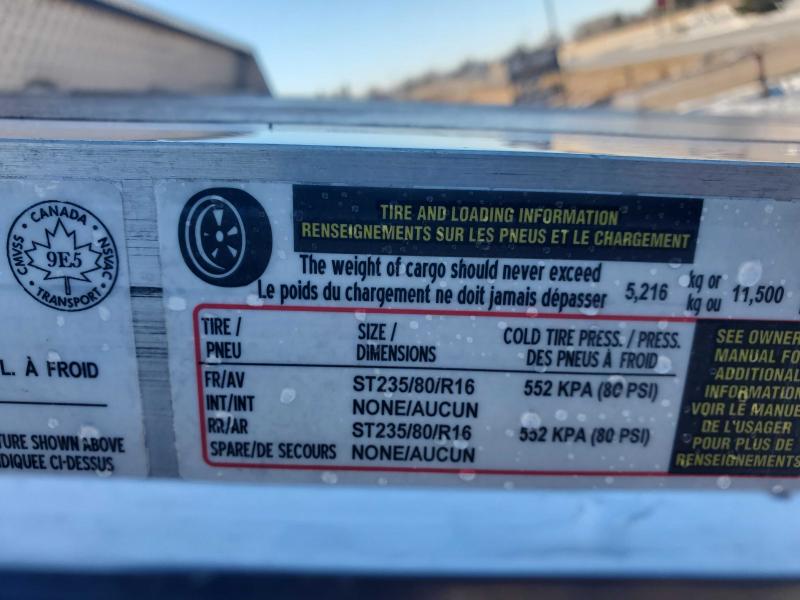 CANADA
CMVSS
NSVAC
9E5
TRANSPORT
L. À FROID
TURE SHOWN ABOVE
DIQUEE CI-DESSUS
TIRE AND LOADING INFORMATION
RENSEIGNEMENTS SUR LES PNEUS ET LE CHARGEMENT
The weight of cargo should never exceed
Le poids du chargement ne doit jamais dépasser
5,216 kg or 11,500
kg ou
TIRE / SIZE / COLD TIRE PRESS. / PRESS.
PNEU DIMENSIONS DES PNEUS À FROID
FR/AV ST235/80/R16 552 KPA (80 PSI)
INT/INT NONE/AUCUN
RR/AR ST235/80/R16 552 KPA (80 PSI)
SPARE/DE SECOURS NONE/AUCUN
SEE OWNER
MANUAL FO
ADDITIONAL
INFORMATION
VOIR LE MANUE
DE L'USAGER
POUR PLUS DE
RENSEIGNEMENTS